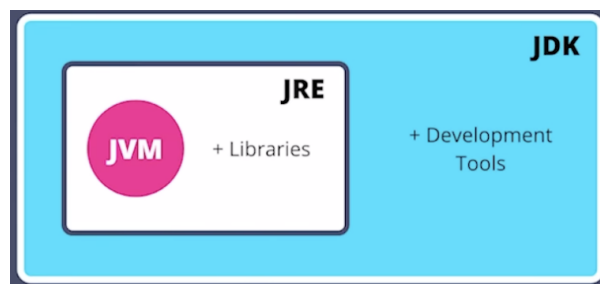 JDK
JRE
JVM
+ Libraries
+ Development
Tools